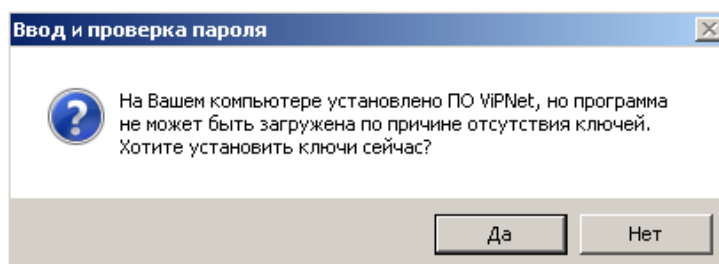 Ввод и проверка пароля
На Вашем компьютере установлено ПО ViPNet, но программа
не может быть загружена по причине отсутствия ключей.
Хотите установить ключи сейчас?
Да
Нет